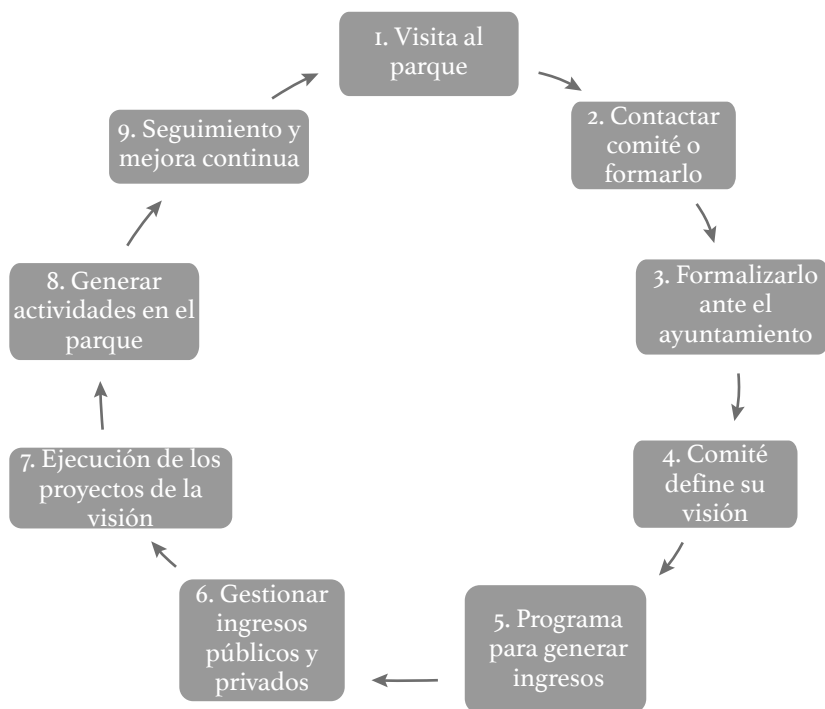 1. Visita al
parque
2. Contactar
comité o
formarlo
3. Formalizarlo
ante el
ayuntamiento
4. Comité
define su
visión
5. Programa
para generar
ingresos
6. Gestionar
ingresos
públicos y
privados
7. Ejecución de los
proyectos de la
visión
8. Generar
actividades en el
parque
9. Seguimiento y
mejora continua